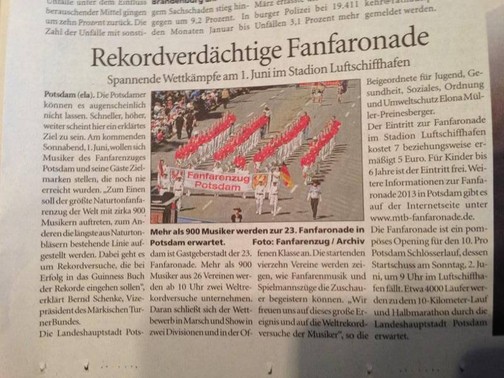 Unfälle unter dem Einfluss
berauschender Mittel gingen
um zehn Prozent zurück. Die
Zahl der Unfälle mit sonsti-
gem Sachschaden stieg hin-
gegen um 9,2 Prozent. In
den Monaten Januar bis
burger Polizei bei 19.411
Unfällen 3,1 Prozent mehr
gemeldet werden.
Rekordverdächtige Fanfaronade
Spannende Wettkämpfe am 1. Juni im Stadion Luftschiffhafen
Potsdam (ela). Die Potsdamer
können es augenscheinlich
nicht lassen. Schneller, höher,
weiter scheint hier ein erklärtes
Ziel zu sein. Am kommenden
Sonnabend, 1. Juni, wollen sich
Musiker des Fanfarenzuges
Potsdam und seine Gäste Ziel-
marken stellen, die noch nie
erreicht wurden. „Zum Einen
soll der größte Naturtonfanfa-
renzug der Welt mit zirka 900
Musikern auftreten, zum An-
deren die längste aus Naturton-
bläsern bestehende Linie auf-
gestellt werden. Dabei geht es
um Rekordversuche, die bei
Erfolg in das Guinness Buch
der Rekorde eingehen sollen",
erklärt Bernd Schenke, Vize-
präsident des Märkischen Tur-
nerBundes.
Die Landeshauptstadt Pots-
Fanfarenzug
Potsdam
Mehr als 900 Musiker werden zur 23. Fanfaronade in
Potsdam erwartet. Foto: Fanfarenzug / Archiv
dam ist Gastgeberstadt der 23.
Fanfaronade. Mehr als 900
Musiker aus 26 Vereinen wer-
den ab 10 Uhr zwei Weltre-
kordversuche unternehmen.
Daran schließt sich der Wett-
bewerb in Marsch und Show in
zwei Divisionen und in der Of-
fenen Klasse an. Die startenden
vierzehn Vereine werden zei-
gen, wie Fanfarenmusik und
Spielmannszüge die Zuschau-
er begeistern können. „Wir
freuen uns auf dieses große Er-
eignis und auf die Weltrekord-
versuche der Musiker", so die
Beigeordnete für Jugend, Ge-
sundheit, Soziales, Ordnung
und Umweltschutz Elona Mül-
ler-Preinesberger.
Der Eintritt zur Fanfaronade
im Stadion Luftschiffhafen
kostet 7 beziehungsweise er-
mäßigt 5 Euro. Für Kinder bis
6 Jahre ist der Eintritt frei. Wei-
tere Informationen zur Fanfa-
ronade 2013 in Potsdam gibt es
auf der Internetseite unter
www.mtb-fanfaronade.de.
Die Fanfaronade ist ein pom-
pöses Opening für den 10. Pro
Potsdam Schlösserlauf, dessen
Startschuss am Sonntag, 2. Ju-
ni, um 9 Uhr im Luftschiffha-
fen fällt. Etwa 4000 Läufer wer-
den zu dem 10-Kilometer-Lauf
und Halbmarathon durch die
Landeshauptstadt Potsdam
erwartet.